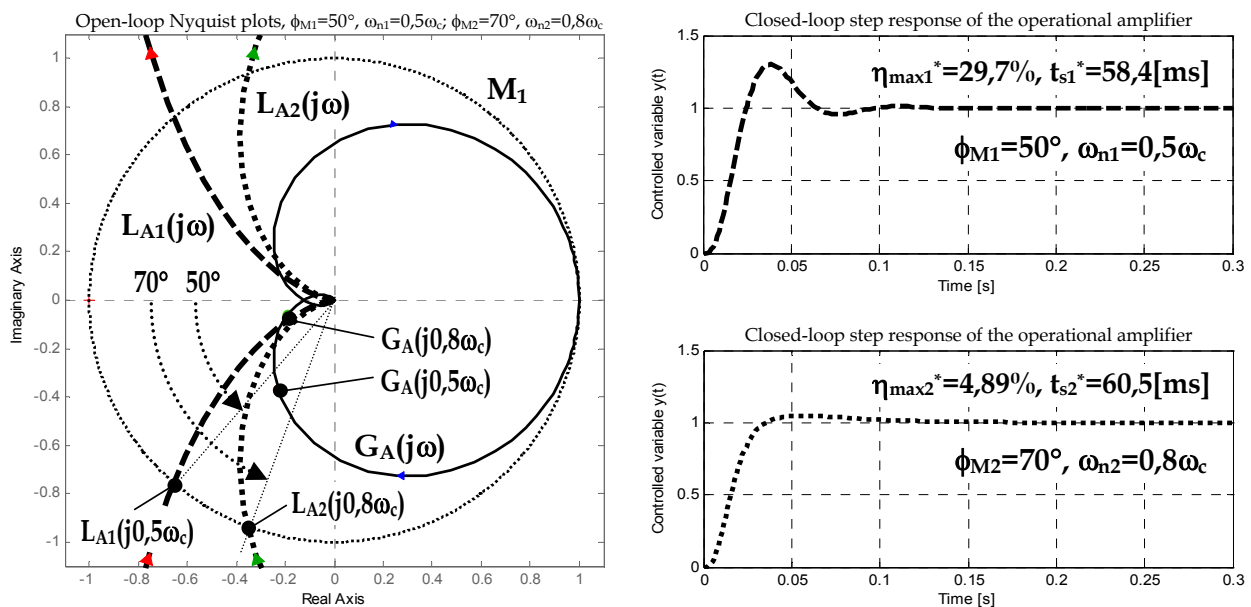 Open-loop Nyquist plots, ϕM1=50°, ωn1=0,5ωc; ϕM2=70°, ωn2=0,8ωc
1
0.8
0.6
0.4
0.2
0
-0.2
-0.4
-0.6
-0.8
-1
Imaginary Axis
-1
-0.8
-0.6
-0.4
-0.2
0
0.2
0.4
0.6
0.8
1
Real Axis
M1
LA2(jω)
LA1(jω)
70°
50°
GA(j0,8ωc)
GA(j0,5ωc)
GA(jω)
LA2(j0,8ωc)
LA1(j0,5ωc)
Closed-loop step response of the operational amplifier
1.5
1
0.5
0
Controlled variable y(t)
ηmax1*=29,7%, ts1*=58,4[ms]
ϕM1=50°, ωn1=0,5ωc
0
0.05
0.1
0.15
0.2
0.25
0.3
Time [s]
Closed-loop step response of the operational amplifier
1.5
1
0.5
0
Controlled variable y(t)
ηmax2*=4,89%, ts2*=60,5[ms]
ϕM2=70°, ωn2=0,8ωc
0
0.05
0.1
0.15
0.2
0.25
0.3
Time [s]